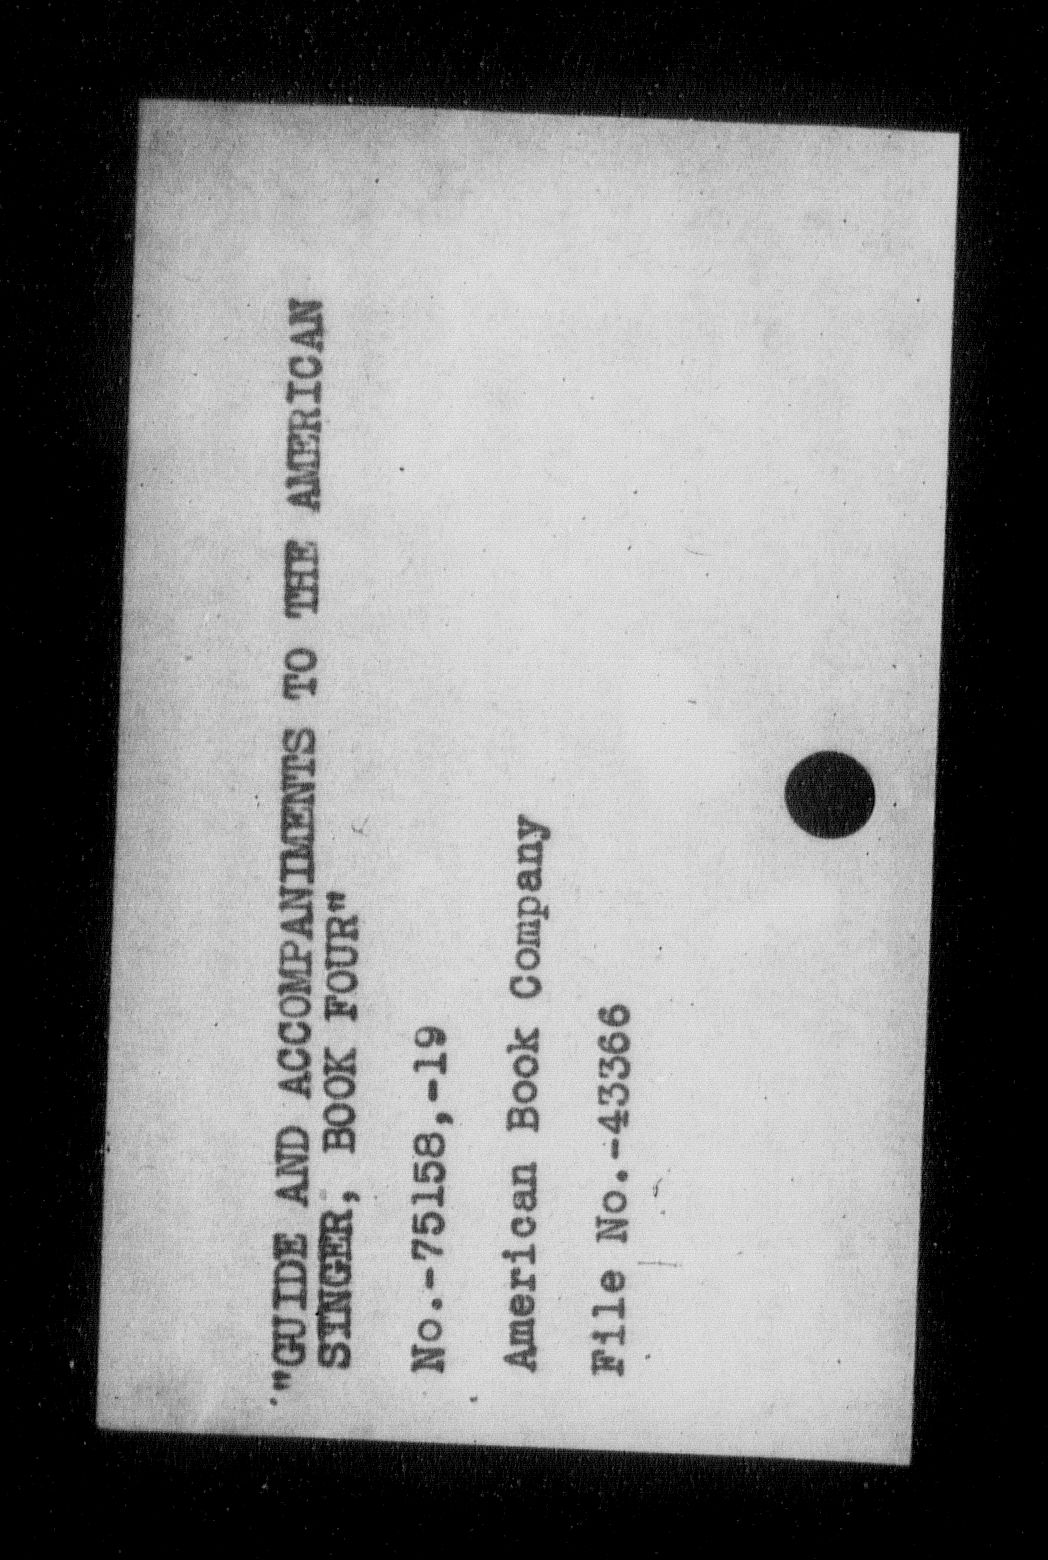 "GUIDE AND ACCOMPANIMENTS TO THE AMERICAN
SINGER, BOOK FOUR"
No.-75158,-19
American Book Company
File No.-43366